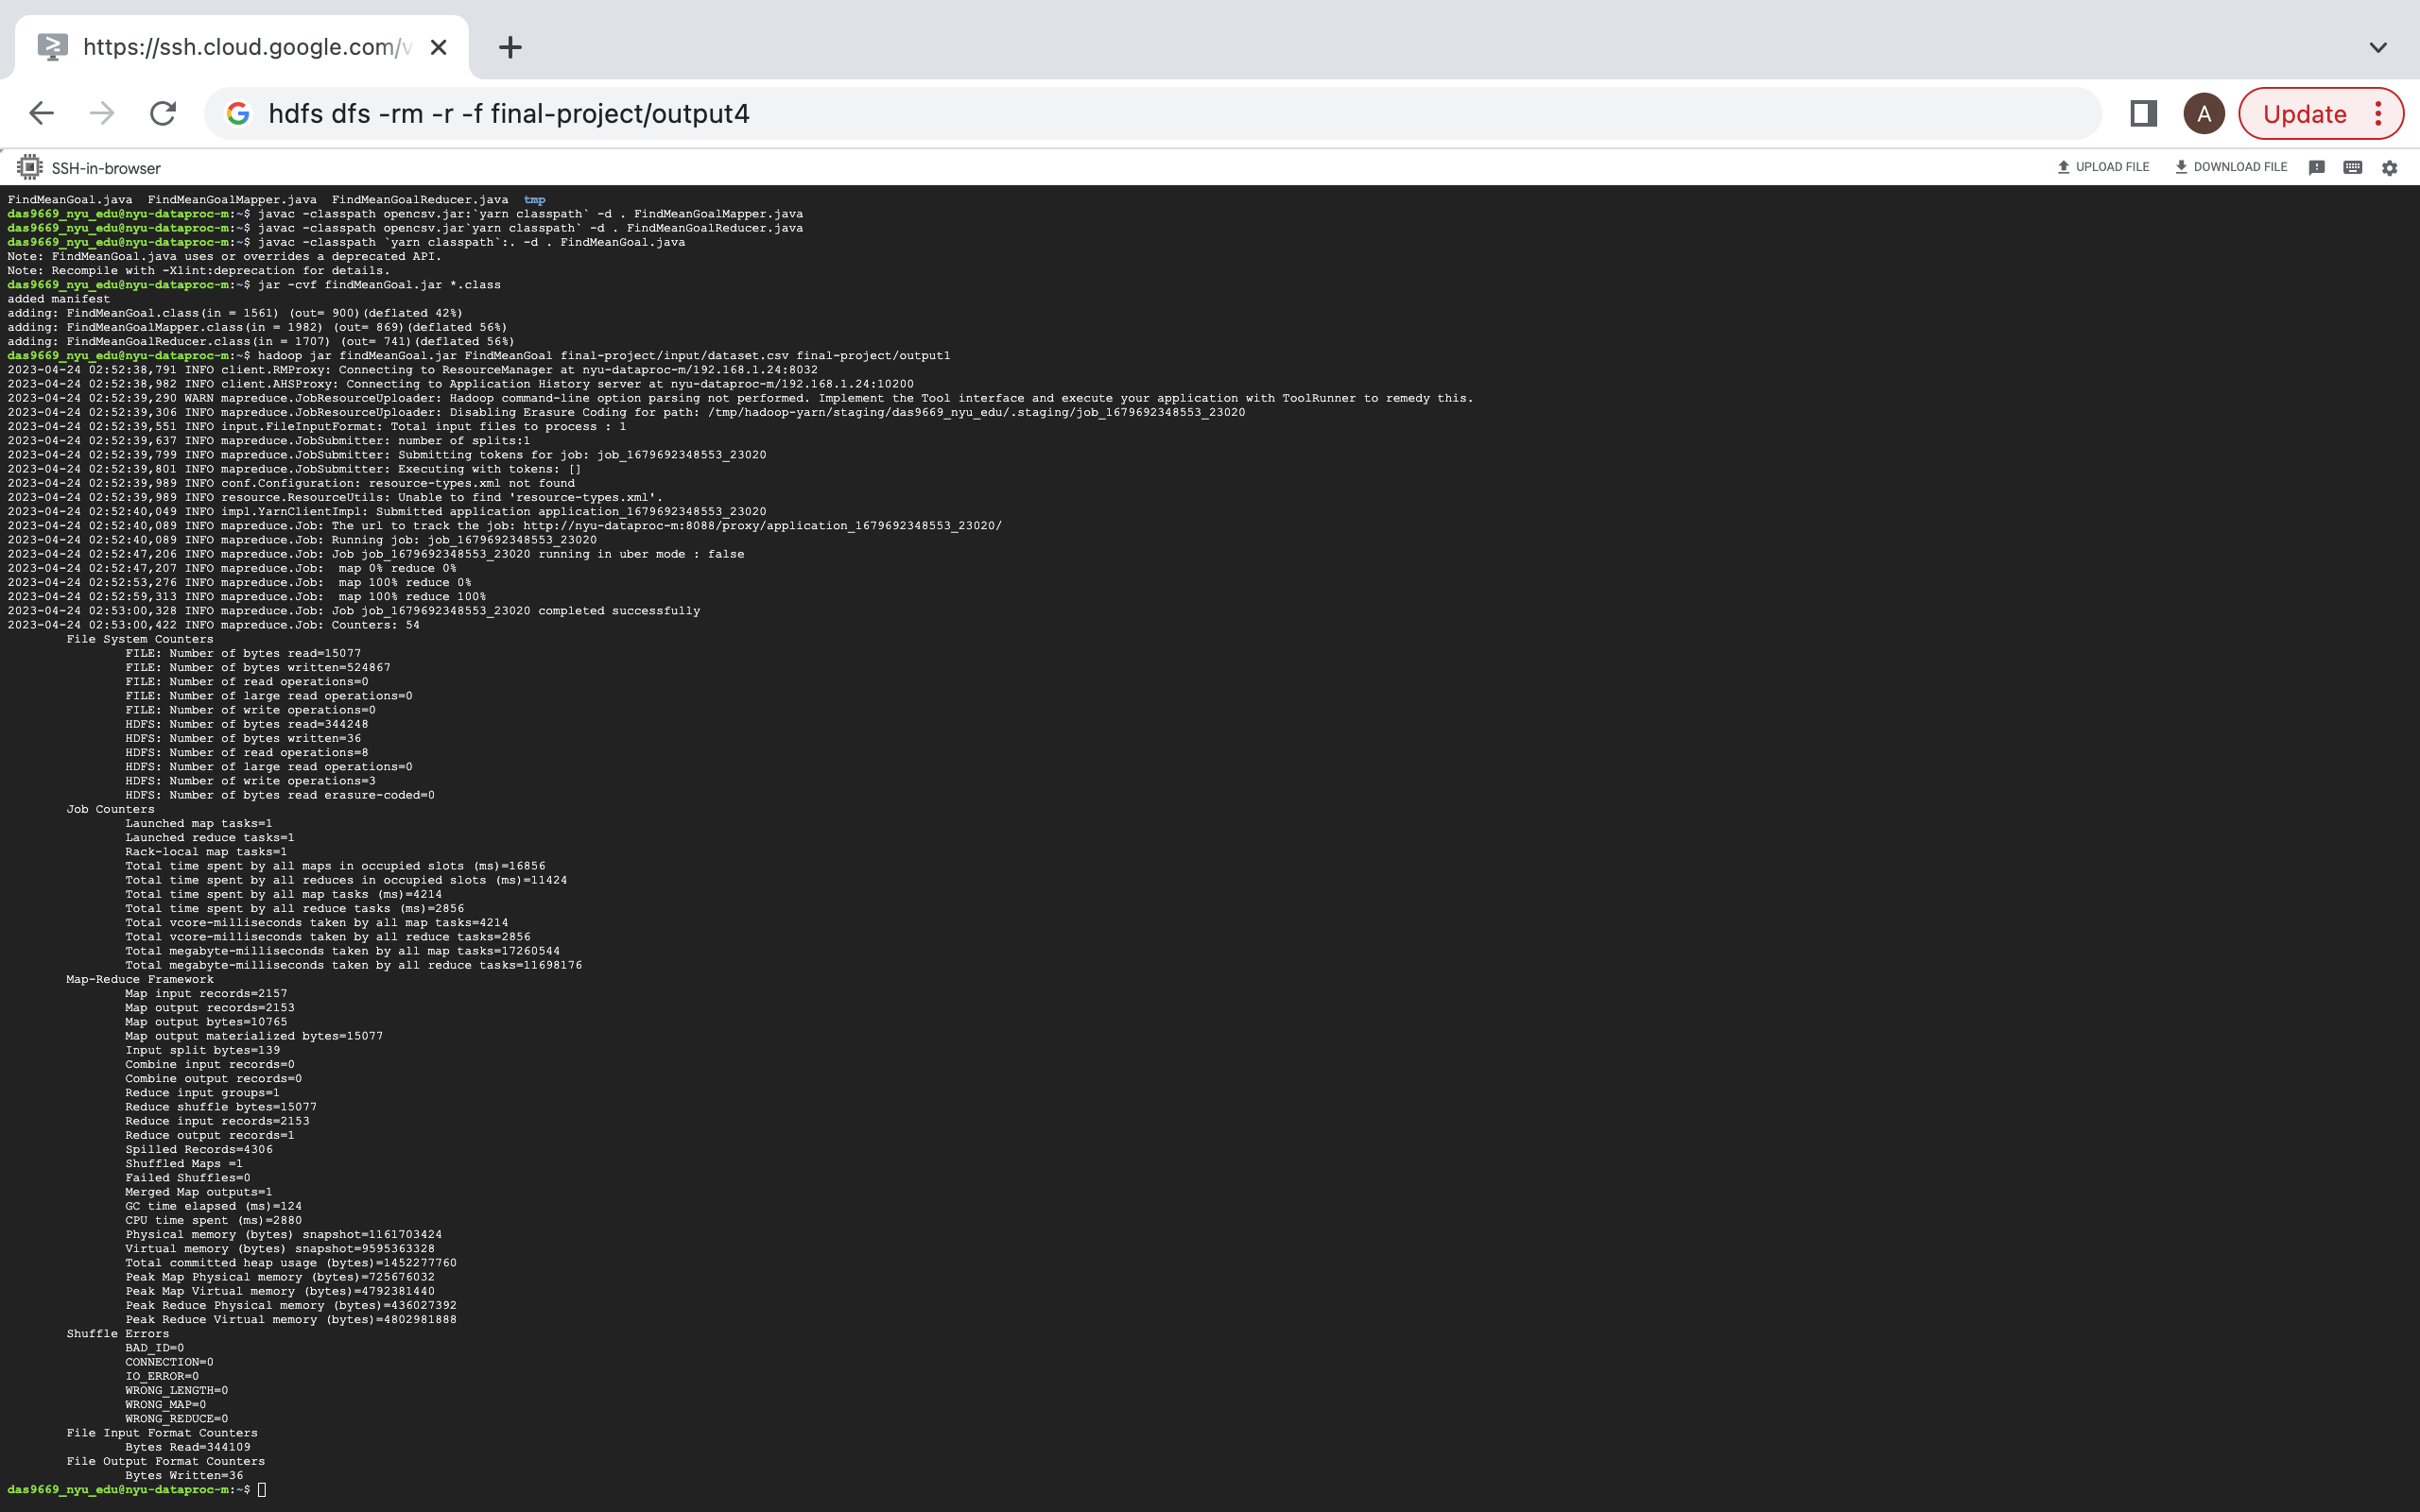 https://ssh.cloud.google.com/v
hdfs dfs -rm -r -f final-project/output4
A
Update
SSH-in-browser
UPLOAD FILE
DOWNLOAD FILE
FindMeanGoal.java  FindMeanGoalMapper.java  FindMeanGoalReducer.java  tmp
das9669_nyu_edu@nyu-dataproc-m:~$ javac -classpath opencsv.jar:`yarn classpath` -d . FindMeanGoalMapper.java
das9669_nyu_edu@nyu-dataproc-m:~$ javac -classpath opencsv.jar`yarn classpath` -d . FindMeanGoalReducer.java
das9669_nyu_edu@nyu-dataproc-m:~$ javac -classpath `yarn classpath`:. -d . FindMeanGoal.java
Note: FindMeanGoal.java uses or overrides a deprecated API.
Note: Recompile with -Xlint:deprecation for details.
das9669_nyu_edu@nyu-dataproc-m:~$ jar -cvf findMeanGoal.jar *.class
added manifest
adding: FindMeanGoal.class(in = 1561) (out= 900)(deflated 42%)
adding: FindMeanGoalMapper.class(in = 1982) (out= 869)(deflated 56%)
adding: FindMeanGoalReducer.class(in = 1707) (out= 741)(deflated 56%)
das9669_nyu_edu@nyu-dataproc-m:~$ hadoop jar findMeanGoal.jar FindMeanGoal final-project/input/dataset.csv final-project/output1
2023-04-24 02:52:38,791 INFO client.RMProxy: Connecting to ResourceManager at nyu-dataproc-m/192.168.1.24:8032
2023-04-24 02:52:38,982 INFO client.AHSProxy: Connecting to Application History server at nyu-dataproc-m/192.168.1.24:10200
2023-04-24 02:52:39,290 WARN mapreduce.JobResourceUploader: Hadoop command-line option parsing not performed. Implement the Tool interface and execute your application with ToolRunner to remedy this.
2023-04-24 02:52:39,306 INFO mapreduce.JobResourceUploader: Disabling Erasure Coding for path: /tmp/hadoop-yarn/staging/das9669_nyu_edu/.staging/job_1679692348553_23020
2023-04-24 02:52:39,551 INFO input.FileInputFormat: Total input files to process : 1
2023-04-24 02:52:39,637 INFO mapreduce.JobSubmitter: number of splits:1
2023-04-24 02:52:39,799 INFO mapreduce.JobSubmitter: Submitting tokens for job: job_1679692348553_23020
2023-04-24 02:52:39,801 INFO mapreduce.JobSubmitter: Executing with tokens: []
2023-04-24 02:52:39,989 INFO conf.Configuration: resource-types.xml not found
2023-04-24 02:52:39,989 INFO resource.ResourceUtils: Unable to find 'resource-types.xml'.
2023-04-24 02:52:40,049 INFO impl.YarnClientImpl: Submitted application application_1679692348553_23020
2023-04-24 02:52:40,089 INFO mapreduce.Job: The url to track the job: http://nyu-dataproc-m:8088/proxy/application_1679692348553_23020/
2023-04-24 02:52:40,089 INFO mapreduce.Job: Running job: job_1679692348553_23020
2023-04-24 02:52:47,206 INFO mapreduce.Job: Job job_1679692348553_23020 running in uber mode : false
2023-04-24 02:52:47,207 INFO mapreduce.Job:  map 0% reduce 0%
2023-04-24 02:52:53,276 INFO mapreduce.Job:  map 100% reduce 0%
2023-04-24 02:52:59,313 INFO mapreduce.Job:  map 100% reduce 100%
2023-04-24 02:53:00,328 INFO mapreduce.Job: Job job_1679692348553_23020 completed successfully
2023-04-24 02:53:00,422 INFO mapreduce.Job: Counters: 54
File System Counters
FILE: Number of bytes read=15077
FILE: Number of bytes written=524867
FILE: Number of read operations=0
FILE: Number of large read operations=0
FILE: Number of write operations=0
HDFS: Number of bytes read=344248
HDFS: Number of bytes written=36
HDFS: Number of read operations=8
HDFS: Number of large read operations=0
HDFS: Number of write operations=3
HDFS: Number of bytes read erasure-coded=0
Job Counters
Launched map tasks=1
Launched reduce tasks=1
Rack-local map tasks=1
Total time spent by all maps in occupied slots (ms)=16856
Total time spent by all reduces in occupied slots (ms)=11424
Total time spent by all map tasks (ms)=4214
Total time spent by all reduce tasks (ms)=2856
Total vcore-milliseconds taken by all map tasks=4214
Total vcore-milliseconds taken by all reduce tasks=2856
Total megabyte-milliseconds taken by all map tasks=17260544
Total megabyte-milliseconds taken by all reduce tasks=11698176
Map-Reduce Framework
Map input records=2157
Map output records=2153
Map output bytes=10765
Map output materialized bytes=15077
Input split bytes=139
Combine input records=0
Combine output records=0
Reduce input groups=1
Reduce shuffle bytes=15077
Reduce input records=2153
Reduce output records=1
Spilled Records=4306
Shuffled Maps =1
Failed Shuffles=0
Merged Map outputs=1
GC time elapsed (ms)=124
CPU time spent (ms)=2880
Physical memory (bytes) snapshot=1161703424
Virtual memory (bytes) snapshot=9595363328
Total committed heap usage (bytes)=1452277760
Peak Map Physical memory (bytes)=725676032
Peak Map Virtual memory (bytes)=4792381440
Peak Reduce Physical memory (bytes)=436027392
Peak Reduce Virtual memory (bytes)=4802981888
Shuffle Errors
BAD_ID=0
CONNECTION=0
IO_ERROR=0
WRONG_LENGTH=0
WRONG_MAP=0
WRONG_REDUCE=0
File Input Format Counters
Bytes Read=344109
File Output Format Counters
Bytes Written=36
das9669_nyu_edu@nyu-dataproc-m:~$